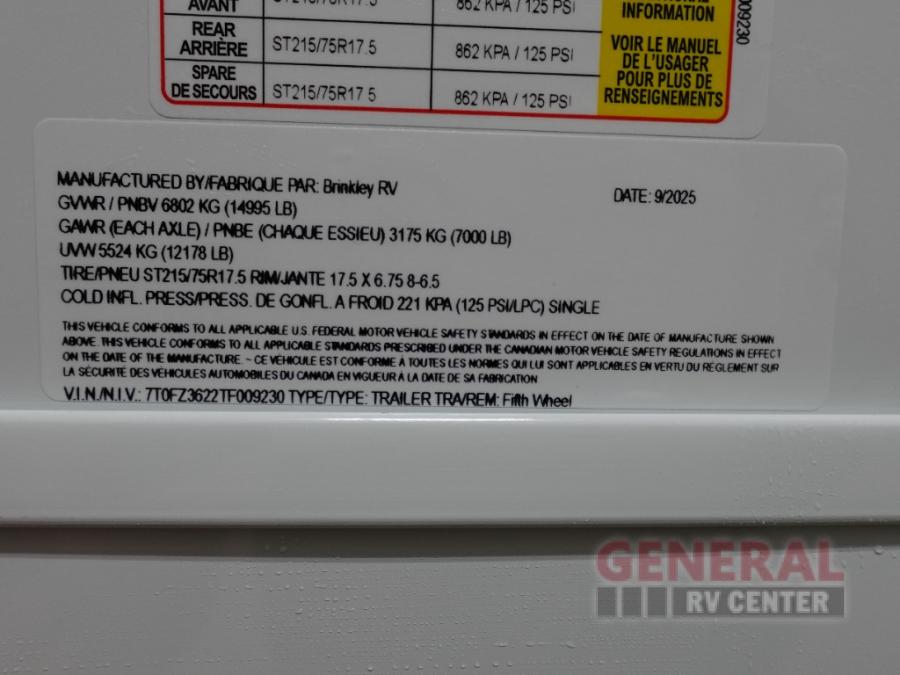 AVANT ST215/75R17.5 862 KPA / 125 PSI
INFORMATION
REAR
ARRIÈRE ST215/75R17.5 862 KPA / 125 PSI
VOIR LE MANUEL
DE L'USAGER
POUR PLUS DE
RENSEIGNEMENTS
SPARE
DE SECOURS ST215/75R17 5 862 KPA / 125 PSI
009230
MANUFACTURED BY/FABRIQUE PAR: Brinkley RV DATE: 9/2025
GVWR / PNBV 6802 KG (14995 LB)
GAWR (EACH AXLE) / PNBE (CHAQUE ESSIEU) 3175 KG (7000 LB)
UVW 5524 KG (12178 LB)
TIRE/PNEU ST215/75R17.5 RIM/JANTE 17.5 X 6.75 8-6.5
COLD INFL. PRESS/PRESS. DE GONFL. A FROID 221 KPA (125 PSI/LPC) SINGLE
THIS VEHICLE CONFORMS TO ALL APPLICABLE U.S. FEDERAL MOTOR VEHICLE SAFETY STANDARDS IN EFFECT ON THE DATE OF MANUFACTURE SHOWN
ABOVE. THIS VEHICLE CONFORMS TO ALL APPLICABLE STANDARDS PRESCRIBED UNDER THE CANADIAN MOTOR VEHICLE SAFETY REGULATIONS IN EFFECT
ON THE DATE OF THE MANUFACTURE. - CE VÉHICULE EST CONFORME À TOUTES LES NORMES QUI LUI SONT APPLICABLES EN VERTU DU RÈGLEMENT SUR
LA SÉCURITÉ DES VÉHICULES AUTOMOBILES DU CANADA EN VIGUEUR À LA DATE DE SA FABRICATION
V.I.N./N.I.V.: 7T0FZ3622TF009230 TYPE/TYPE: TRAILER TRA/REM: Fifth Wheel
GENERAL
RV CENTER